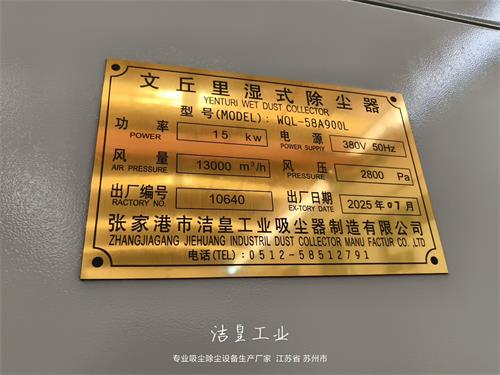 文丘里湿式除尘器
YENTURI WET DUST COLLECTOR
型号(MODEL): WQL-58A900L
功率 15 kw 电源 380V 50Hz
POWER POWER SUPPIY
风量 13000 m³/h 风压 2800 Pa
AIR PRESSURE AIR PRESSURE
出厂编号 10640 出厂日期 2025年07月
RACTORY NO. EX-TORY DATE
张家港市洁皇工业吸尘器制造有限公司
ZHANGJIAGANG JIEHUANG INDUSTRIL DUST COLLECTOR MANU FACTUR CO. LTD
电话(TEL): 0512-58512791
洁皇工业
专业吸尘除尘设备生产厂家 江苏省 苏州市